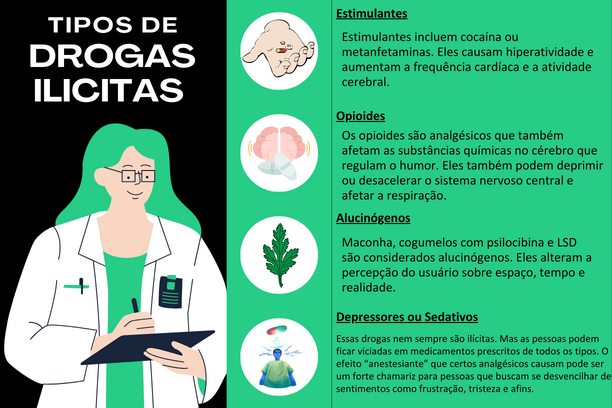 TIPOS DE
DROGAS
ILICITAS
Estimulantes
Estimulantes incluem cocaína ou
metanfetaminas. Eles causam hiperatividade e
aumentam a frequência cardíaca e a atividade
cerebral.
Opioides
Os opioides são analgésicos que também
afetam as substâncias químicas no cérebro que
regulam o humor. Eles também podem deprimir
ou desacelerar o sistema nervoso central e
afetar a respiração.
Alucinógenos
Maconha, cogumelos com psilocibina e LSD
são considerados alucinógenos. Eles alteram a
percepção do usuário sobre espaço, tempo e
realidade.
Depressores ou Sedativos
Essas drogas nem sempre são ilícitas. Mas as pessoas podem
ficar viciadas em medicamentos prescritos de todos os tipos. O
efeito “anestesiante” que certos analgésicos causam pode ser
um forte chamariz para pessoas que buscam se desvencilhar de
sentimentos como frustração, tristeza e afins.